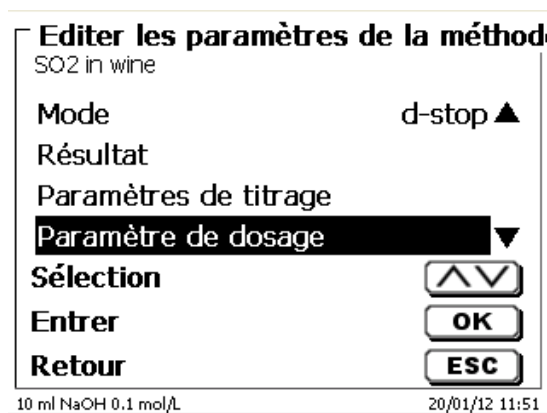 Editer les paramètres de la méthode
SO2 in wine
Mode d-stop ▲
Résultat
Paramètres de titrage
Paramètre de dosage ▼
Sélection
Entrer OK
Retour ESC
10 ml NaOH 0.1 mol/L 20/01/12 11:51